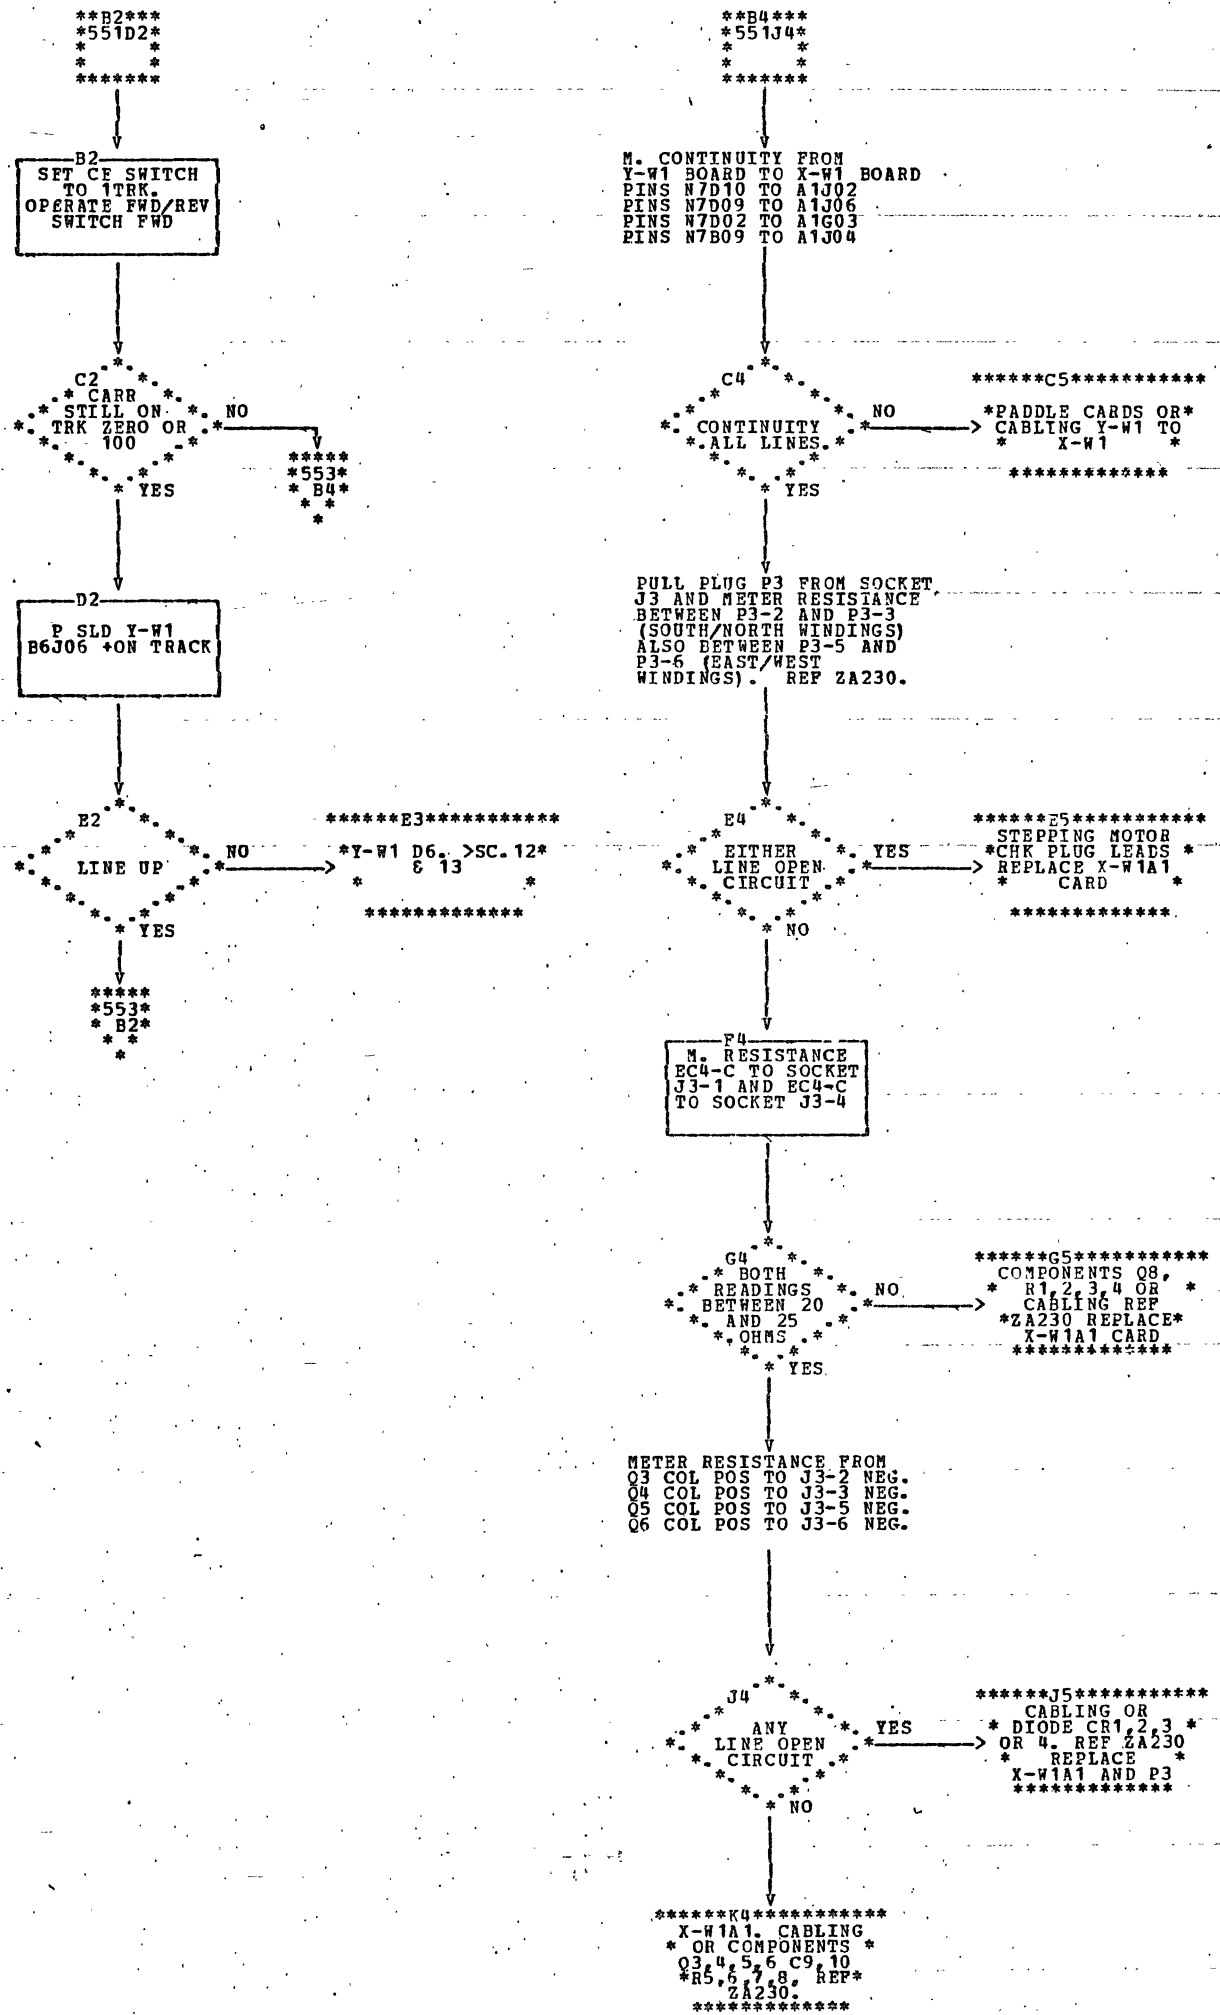 **B2***
*551D2*
* *
* *
*******
B2
SET CE SWITCH
TO 1TRK.
OPERATE FWD/REV
SWITCH FWD
C2
CARR
STILL ON
TRK ZERO OR
100
NO
*****
*553*
* B4*
* *
*
YES
D2
P SLD Y-W1
B6J06 +ON TRACK
E2
LINE UP
NO
******E3***********
*Y-W1 D6. >SC.12*
& 13
* *
*************
YES
*****
*553*
* B2*
* *
*
**B4***
*551J4*
* *
* *
*******
M. CONTINUITY FROM
Y-W1 BOARD TO X-W1 BOARD
PINS N7D10 TO A1J02
PINS N7D09 TO A1J06
PINS N7D02 TO A1G03
PINS N7B09 TO A1J04
C4
CONTINUITY
ALL LINES
NO
******C5***********
*PADDLE CARDS OR*
CABLING Y-W1 TO
* X-W1 *
*************
YES
PULL PLUG P3 FROM SOCKET
J3 AND METER RESISTANCE
BETWEEN P3-2 AND P3-3
(SOUTH/NORTH WINDINGS)
ALSO BETWEEN P3-5 AND
P3-6 (EAST/WEST
WINDINGS). REF ZA230.
E4
EITHER
LINE OPEN
CIRCUIT
YES
******E5***********
STEPPING MOTOR
*CHK PLUG LEADS *
REPLACE X-W1A1
* CARD *
*************
NO
F4
M. RESISTANCE
EC4-C TO SOCKET
J3-1 AND EC4-C
TO SOCKET J3-4
G4
BOTH
READINGS
BETWEEN 20
AND 25
OHMS
NO
******G5***********
COMPONENTS Q8,
* R1,2,3,4 OR *
CABLING REF
*ZA230 REPLACE*
X-W1A1 CARD
*************
YES
METER RESISTANCE FROM
Q3 COL POS TO J3-2 NEG.
Q4 COL POS TO J3-3 NEG.
Q5 COL POS TO J3-5 NEG.
Q6 COL POS TO J3-6 NEG.
J4
ANY
LINE OPEN
CIRCUIT
YES
******J5***********
CABLING OR
* DIODE CR1,2,3 *
OR 4. REF ZA230
* REPLACE *
X-W1A1 AND P3
*************
NO
******K4***********
X-W1A1. CABLING
* OR COMPONENTS *
Q3,4,5,6 C9,10
*R5,6,7,8, REF*
ZA230.
*************